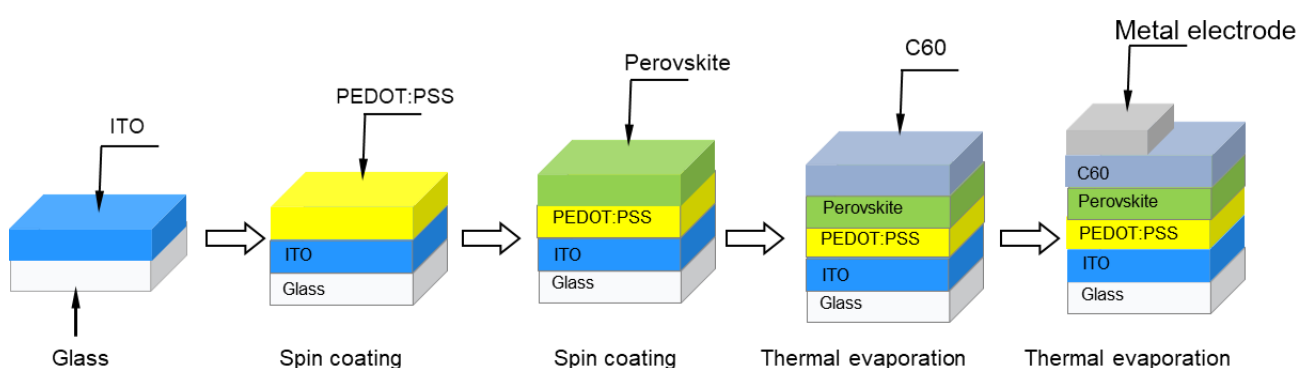 ITO
Glass
PEDOT:PSS
ITO
Glass
Spin coating
Perovskite
PEDOT:PSS
ITO
Glass
Spin coating
C60
Perovskite
PEDOT:PSS
ITO
Glass
Thermal evaporation
Metal electrode
C60
Perovskite
PEDOT:PSS
ITO
Glass
Thermal evaporation